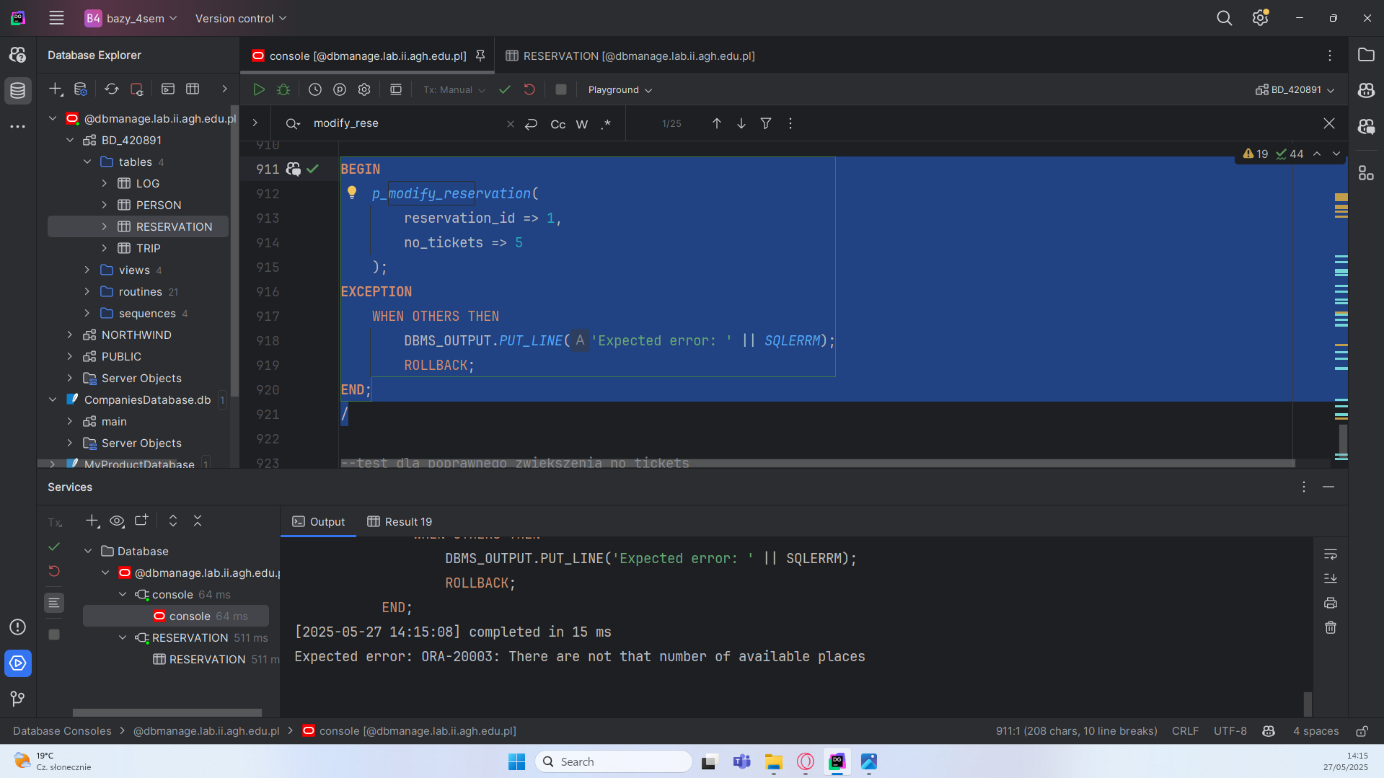 B4 bazy_4sem Version control
Database Explorer
console [@dbmanage.lab.ii.agh.edu.pl] RESERVATION [@dbmanage.lab.ii.agh.edu.pl]
Tx: Manual Playground BD_420891
modify_rese Cc W .* 1/25
@dbmanage.lab.ii.agh.edu.pl
BD_420891
tables 4
LOG
PERSON
RESERVATION
TRIP
views 4
routines 21
sequences 4
NORTHWIND
PUBLIC
Server Objects
CompaniesDatabase.db 1
main
Server Objects
MyProductDatabase 1
19 44
910
911 BEGIN
912 p_modify_reservation(
913 reservation_id => 1,
914 no_tickets => 5
915 );
916 EXCEPTION
917 WHEN OTHERS THEN
918 DBMS_OUTPUT.PUT_LINE( A 'Expected error: ' || SQLERRM);
919 ROLLBACK;
920 END;
921 /
922
923 --test dla poprawnego zwiekszenia no tickets
Services
Tx
Output Result 19
Database
@dbmanage.lab.ii.agh.edu.p
console 64 ms
console 64 ms
RESERVATION 511 ms
RESERVATION 511 m
WHEN OTHERS THEN
DBMS_OUTPUT.PUT_LINE('Expected error: ' || SQLERRM);
ROLLBACK;
END;
[2025-05-27 14:15:08] completed in 15 ms
Expected error: ORA-20003: There are not that number of available places
Database Consoles > @dbmanage.lab.ii.agh.edu.pl > console [@dbmanage.lab.ii.agh.edu.pl]
911:1 (208 chars, 10 line breaks) CRLF UTF-8 4 spaces
19°C
Cz. słonecznie
Search
14:15
27/05/2025